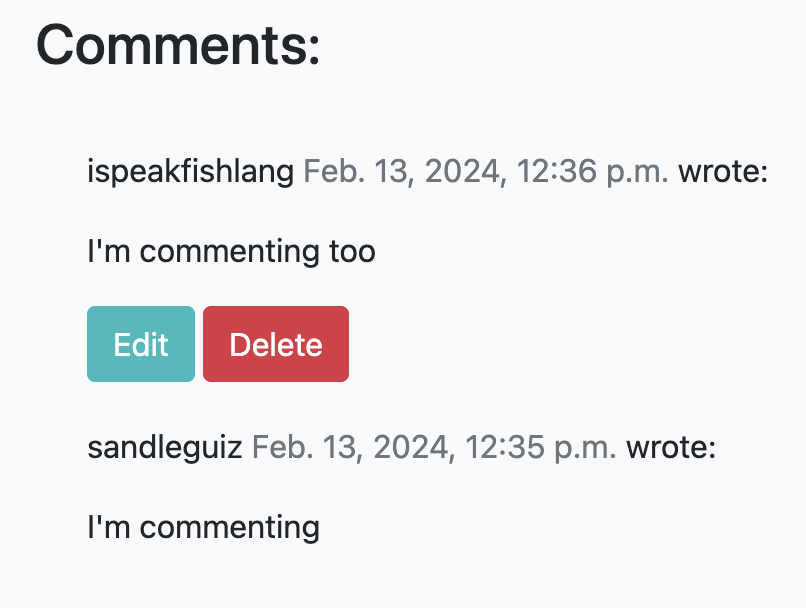 Comments:
ispeakfishlang Feb. 13, 2024, 12:36 p.m. wrote:
I'm commenting too
Edit Delete
sandleguiz Feb. 13, 2024, 12:35 p.m. wrote:
I'm commenting